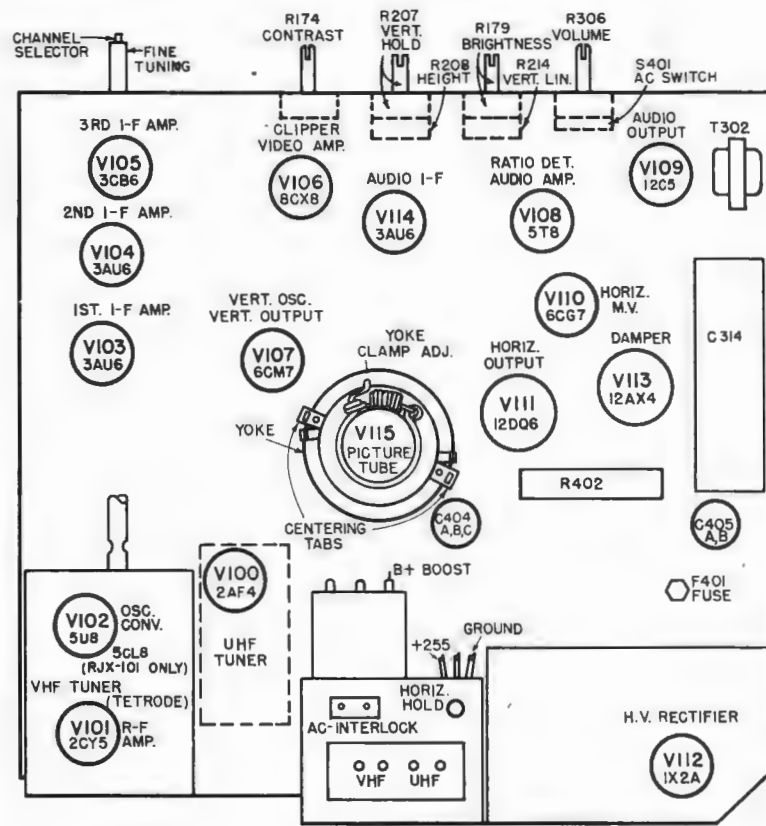 CHANNEL
SELECTOR
FINE
TUNING
R174
CONTRAST
R207
VERT.
HOLD
R208
HEIGHT
R179
BRIGHTNESS
R214
VERT. LIN.
R306
VOLUME
S401
AC SWITCH
3RD I-F AMP.
V105
3CB6
CLIPPER
VIDEO AMP.
V106
8CX8
AUDIO I-F
V114
3AU6
RATIO DET.
AUDIO AMP.
V108
5T8
AUDIO
OUTPUT
V109
12C5
T302
2ND I-F AMP.
V104
3AU6
1ST. I-F AMP.
V103
3AU6
VERT. OSC.
VERT. OUTPUT
V107
6CM7
YOKE
CLAMP ADJ.
V110
6CG7
HORIZ.
M.V.
HORIZ.
OUTPUT
V111
12DQ6
DAMPER
V113
12AX4
C314
YOKE
V115
PICTURE
TUBE
CENTERING
TABS
C404
A,B,C
R402
C405
A,B
F401
FUSE
V100
2AF4
UHF
TUNER
B+ BOOST
V102
5U8
OSC.
CONV.
5CL8
(RJX-101 ONLY)
VHF TUNER
(TETRODE)
V101
2CY5
R-F
AMP.
+255
GROUND
HORIZ.
HOLD
AC-INTERLOCK
VHF UHF
H.V. RECTIFIER
V112
1X2A